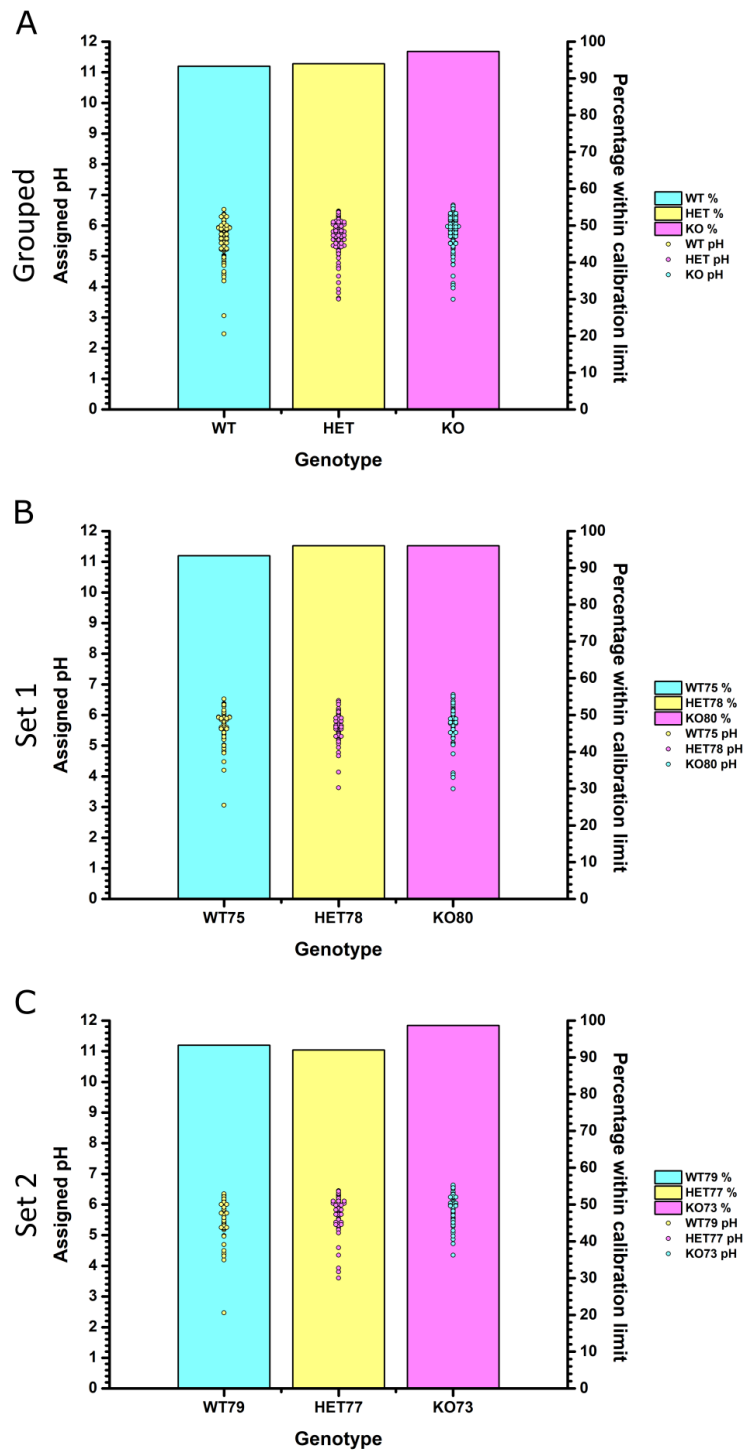 A
Grouped
Assigned pH
12
11
10
9
8
7
6
5
4
3
2
1
0
100
90
80
70
60
50
40
30
20
10
0
Percentage within calibration limit
WT
HET
KO
Genotype
WT %
HET %
KO %
WT pH
HET pH
KO pH
B
Set 1
Assigned pH
12
11
10
9
8
7
6
5
4
3
2
1
0
100
90
80
70
60
50
40
30
20
10
0
Percentage within calibration limit
WT75
HET78
KO80
Genotype
WT75 %
HET78 %
KO80 %
WT75 pH
HET78 pH
KO80 pH
C
Set 2
Assigned pH
12
11
10
9
8
7
6
5
4
3
2
1
0
100
90
80
70
60
50
40
30
20
10
0
Percentage within calibration limit
WT79
HET77
KO73
Genotype
WT79 %
HET77 %
KO73 %
WT79 pH
HET77 pH
KO73 pH